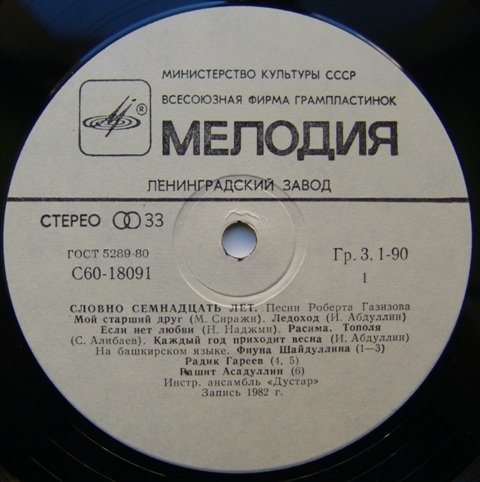 МИНИСТЕРСТВО КУЛЬТУРЫ СССР
ВСЕСОЮЗНАЯ ФИРМА ГРАМПЛАСТИНОК
®
МЕЛОДИЯ
ЛЕНИНГРАДСКИЙ ЗАВОД
СТЕРЕО 33
ГОСТ 5289-80
С60-18091
Гр. 3. 1-90
1
СЛОВНО СЕМНАДЦАТЬ ЛЕТ. Песни Роберта Газизова
Мой старший друг (М. Сиражи). Ледоход (И. Абдуллин)
Если нет любви (Н. Наджми). Расима. Тополя
(С. Алибаев). Каждый год приходит весна (И. Абдуллин)
На башкирском языке. Фнуна Шайдуллина (1—3)
Радик Гареев (4, 5)
Рашит Асадуллин (6)
Инстр. ансамбль «Дустар»
Запись 1982 г.